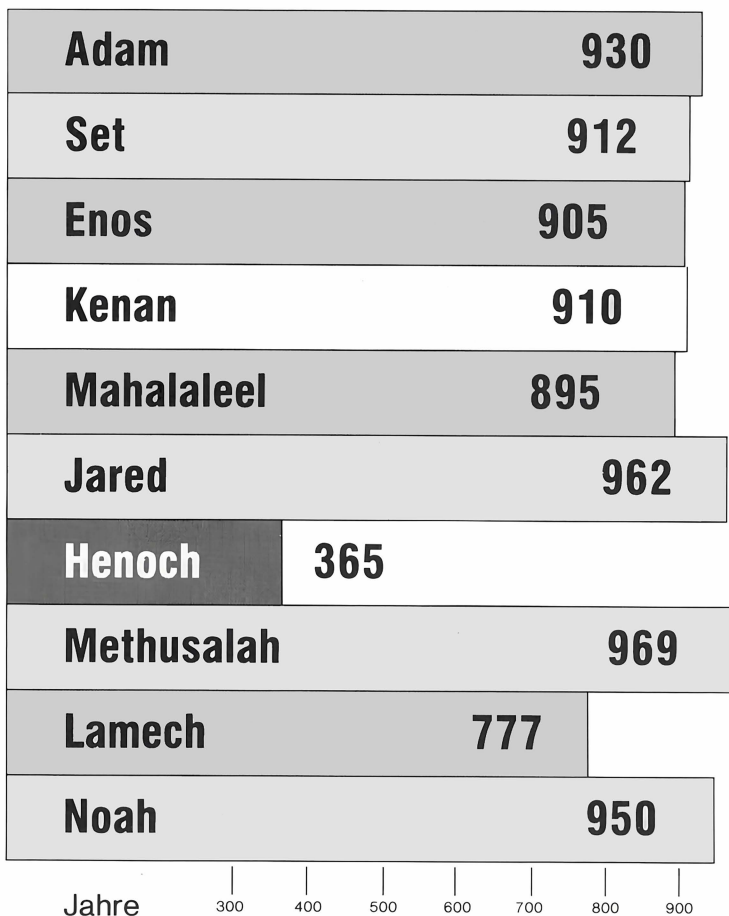 Adam 930
Set 912
Enos 905
Kenan 910
Mahalaleel 895
Jared 962
Henoch 365
Methusalah 969
Lamech 777
Noah 950
Jahre 300 400 500 600 700 800 900